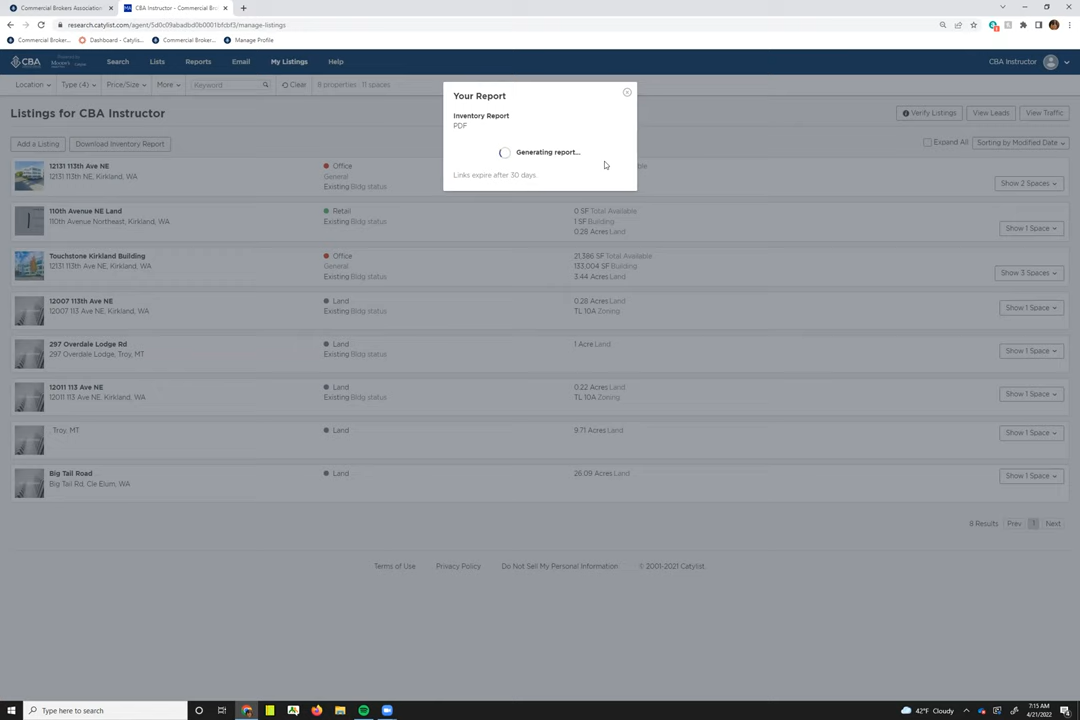 Commercial Brokers Association
CBA Instructor - Commercial Bro
research.catylist.com/agent/5d0c09abadbd0b0001bfcbf3/manage-listings
Commercial Broker...
Dashboard - Catylis...
Commercial Broker...
Manage Profile
CBA
Powered by
Moody's
Search
Lists
Reports
Email
My Listings
Help
CBA Instructor
Location
Type (4)
Price/Size
More
Keyword
Clear
8 properties
11 spaces
Listings for CBA Instructor
Verify Listings
View Leads
View Traffic
Add a Listing
Download Inventory Report
Expand All
Sorting by Modified Date
Your Report
Inventory Report
PDF
Generating report...
Links expire after 30 days.
12131 113th Ave NE
12131 113th Ave NE, Kirkland, WA
Office
General
Existing Bldg status
Show 2 Spaces
110th Avenue NE Land
110th Avenue Northeast, Kirkland, WA
Retail
Existing Bldg status
0 SF Total Available
1 SF Building
0.28 Acres Land
Show 1 Space
Touchstone Kirkland Building
12131 113th Ave NE, Kirkland, WA
Office
General
Existing Bldg status
21,386 SF Total Available
133,004 SF Building
3.44 Acres Land
Show 3 Spaces
12007 113th Ave NE
12007 113 Ave NE, Kirkland, WA
Land
Existing Bldg status
0.28 Acres Land
TL 10A Zoning
Show 1 Space
297 Overdale Lodge Rd
297 Overdale Lodge, Troy, MT
Land
Existing Bldg status
1 Acre Land
Show 1 Space
12011 113 Ave NE
12011 113 Ave NE, Kirkland, WA
Land
Existing Bldg status
0.22 Acres Land
TL 10A Zoning
Show 1 Space
, Troy, MT
Land
9.71 Acres Land
Show 1 Space
Big Tail Road
Big Tail Rd, Cle Elum, WA
Land
26.09 Acres Land
Show 1 Space
8 Results
Prev
1
Next
Terms of Use
Privacy Policy
Do Not Sell My Personal Information
© 2001-2021 Catylist.
Type here to search
42°F Cloudy
7:15 AM
4/21/2022